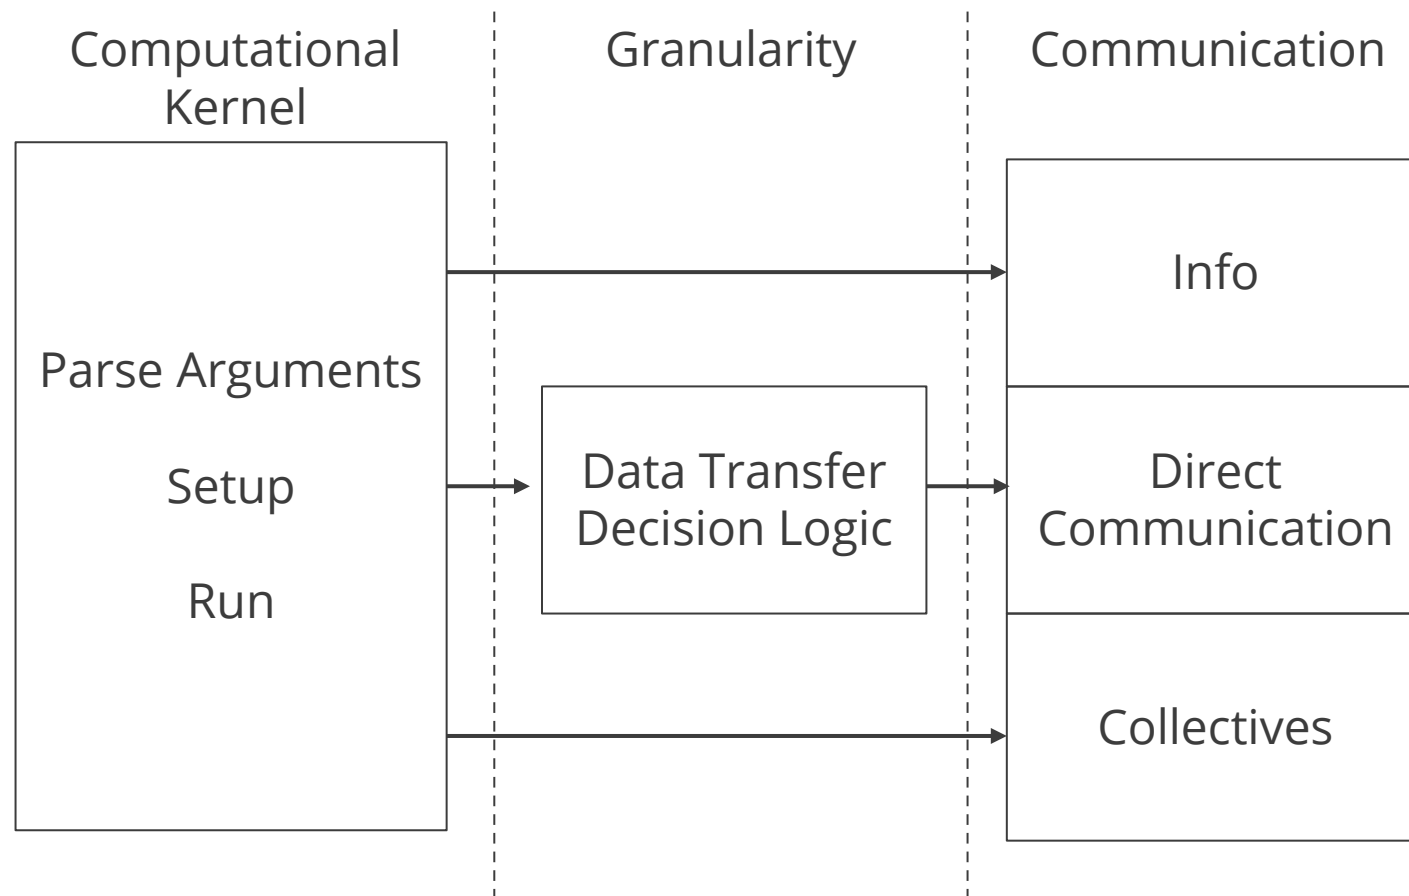 Computational
Kernel
Granularity
Communication
Parse Arguments
Setup
Run
Data Transfer
Decision Logic
Info
Direct
Communication
Collectives